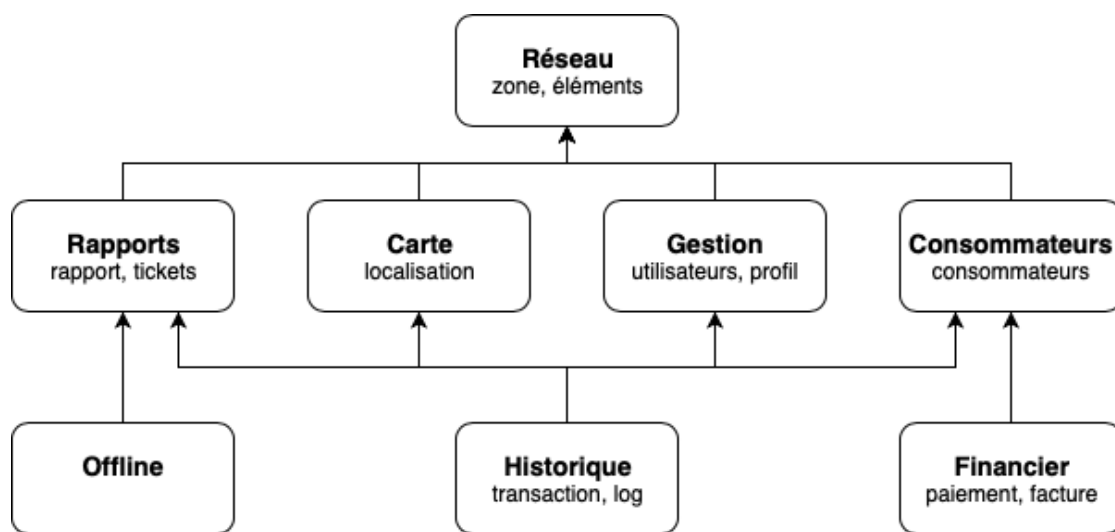 Réseau
zone, éléments
Rapports
rapport, tickets
Carte
localisation
Gestion
utilisateurs, profil
Consommateurs
consommateurs
Offline
Historique
transaction, log
Financier
paiement, facture